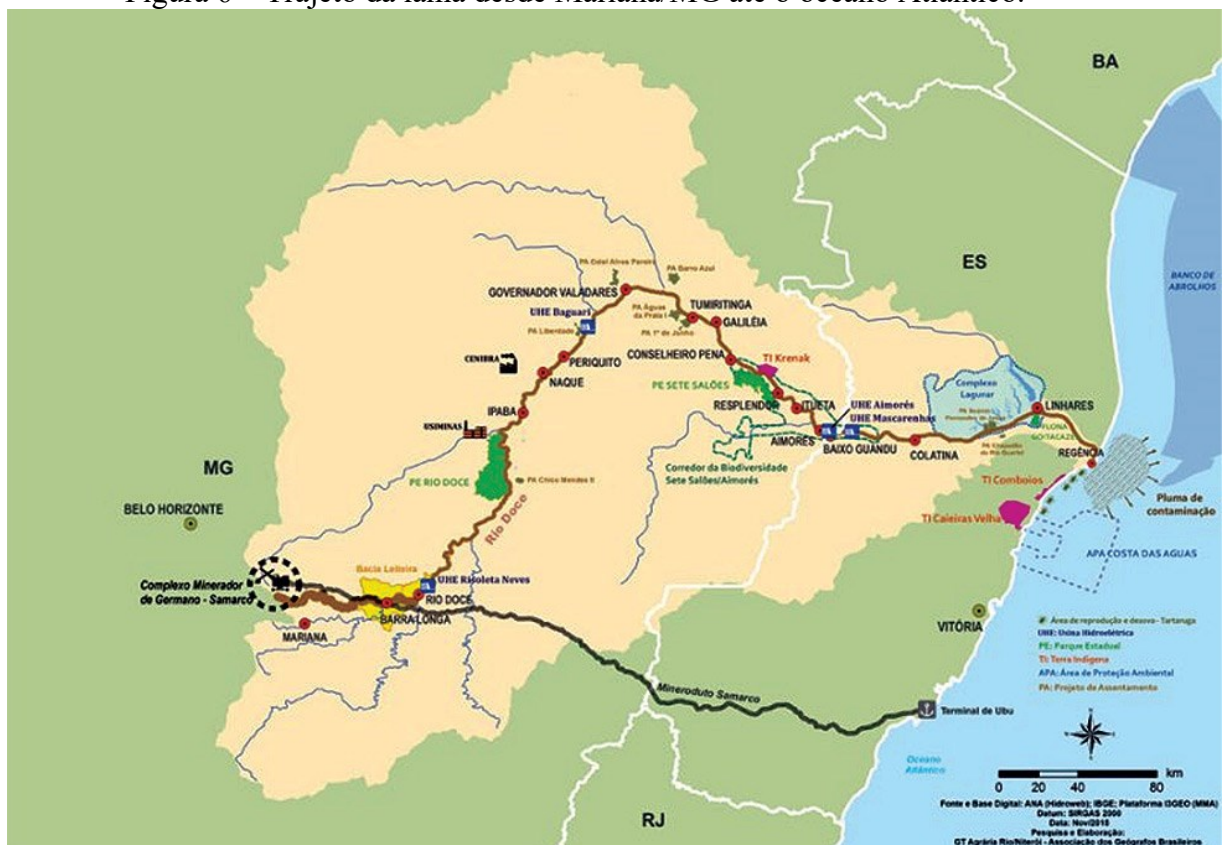 Figura 6 – Trajeto da lama desde Mariana/MG até o oceano Atlântico.
BA
ES
BANCO DE
ABROLHOS
PA Barro Azul
GOVERNADOR VALADARES
TUMIRITINGA
UHE Baguari
PA Liberdade
PA Águas
da Prata I
PA 1º de Junho
GALILÉIA
CENIBRA
PERIQUITO
CONSELHEIRO PENA
TI Krenak
NAQUE
PE SETE SALÕES
Complexo
Lagunar
IPABA
RESPLENDOR
ITUETA
UHE Aimorés
UHE Mascarenhas
LINHARES
USIMINAS
AIMORÉS
BAIXO GUANDU
COLATINA
FLONA
GOITACAZES
REGÊNCIA
MG
PE RIO DOCE
PA Chico Mendes II
Corredor da Biodiversidade
Sete Salões/Aimorés
TI Comboios
Pluma de
contaminação
BELO HORIZONTE
Rio Doce
TI Caieiras Velha
APA COSTA DAS AGUAS
Bacia Leiteira
Complexo Minerador
de Germano - Samarco
UHE Risoleta Neves
RIO DOCE
BARRA LONGA
MARIANA
VITÓRIA
Área de reprodução e desova - Tartaruga
UHE: Usina Hidroelétrica
PE: Parque Estadual
TI: Terra Indígena
APA: Área de Proteção Ambiental
PA: Projeto de Assentamento
Mineroduto Samarco
Terminal de Ubu
Oceano
Atlântico
km
0 20 40 80
RJ
Fonte e Base Digital: ANA (Hidroweb); IBGE; Plataforma I3GEO (MMA)
Datum: SIRGAS 2000
Data: Nov/2015
Pesquisa e Elaboração:
GT Agrária Rio/Niterói - Associação dos Geógrafos Brasileiros